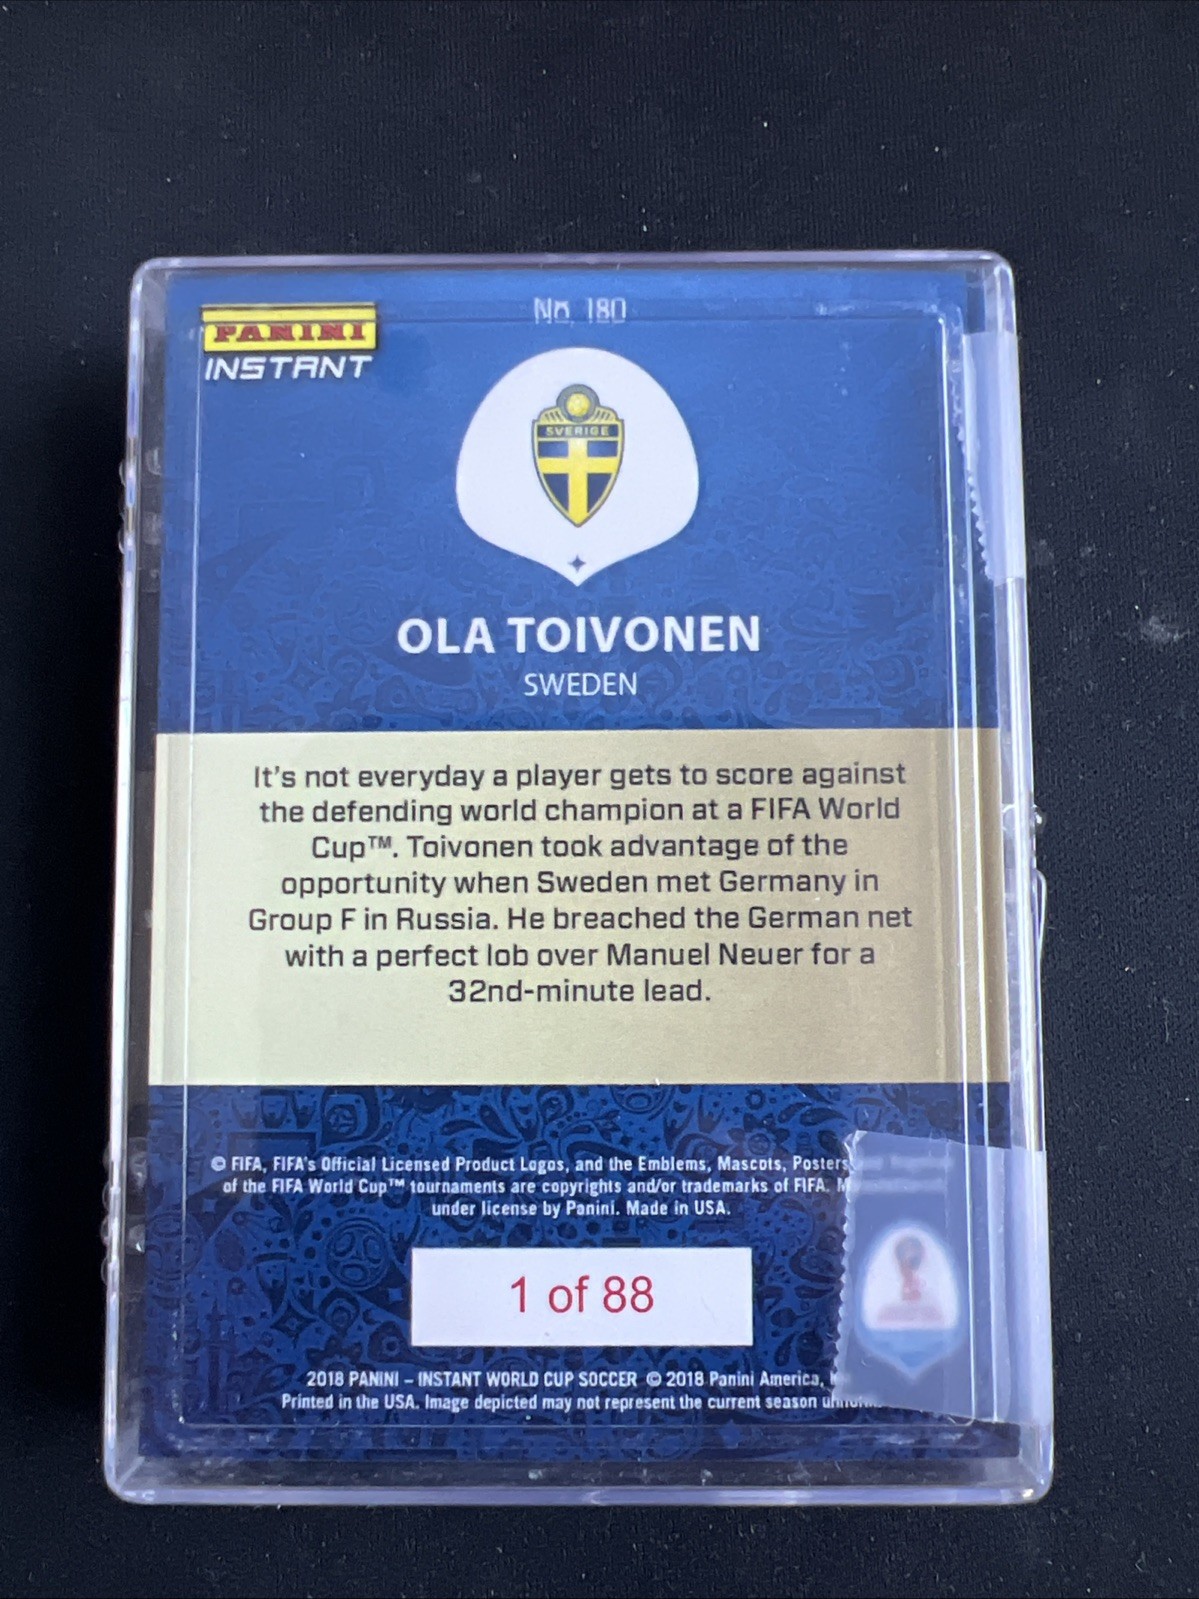 No. 180
PANINI
INSTANT
SVERIGE
OLA TOIVONEN
SWEDEN
It's not everyday a player gets to score against
the defending world champion at a FIFA World
Cup™. Toivonen took advantage of the
opportunity when Sweden met Germany in
Group F in Russia. He breached the German net
with a perfect lob over Manuel Neuer for a
32nd-minute lead.
© FIFA, FIFA's Official Licensed Product Logos, and the Emblems, Mascots, Posters
of the FIFA World Cup™ tournaments are copyrights and/or trademarks of FIFA.
under license by Panini. Made in USA.
1 of 88
2018 PANINI – INSTANT WORLD CUP SOCCER © 2018 Panini America,
Printed in the USA. Image depicted may not represent the current season